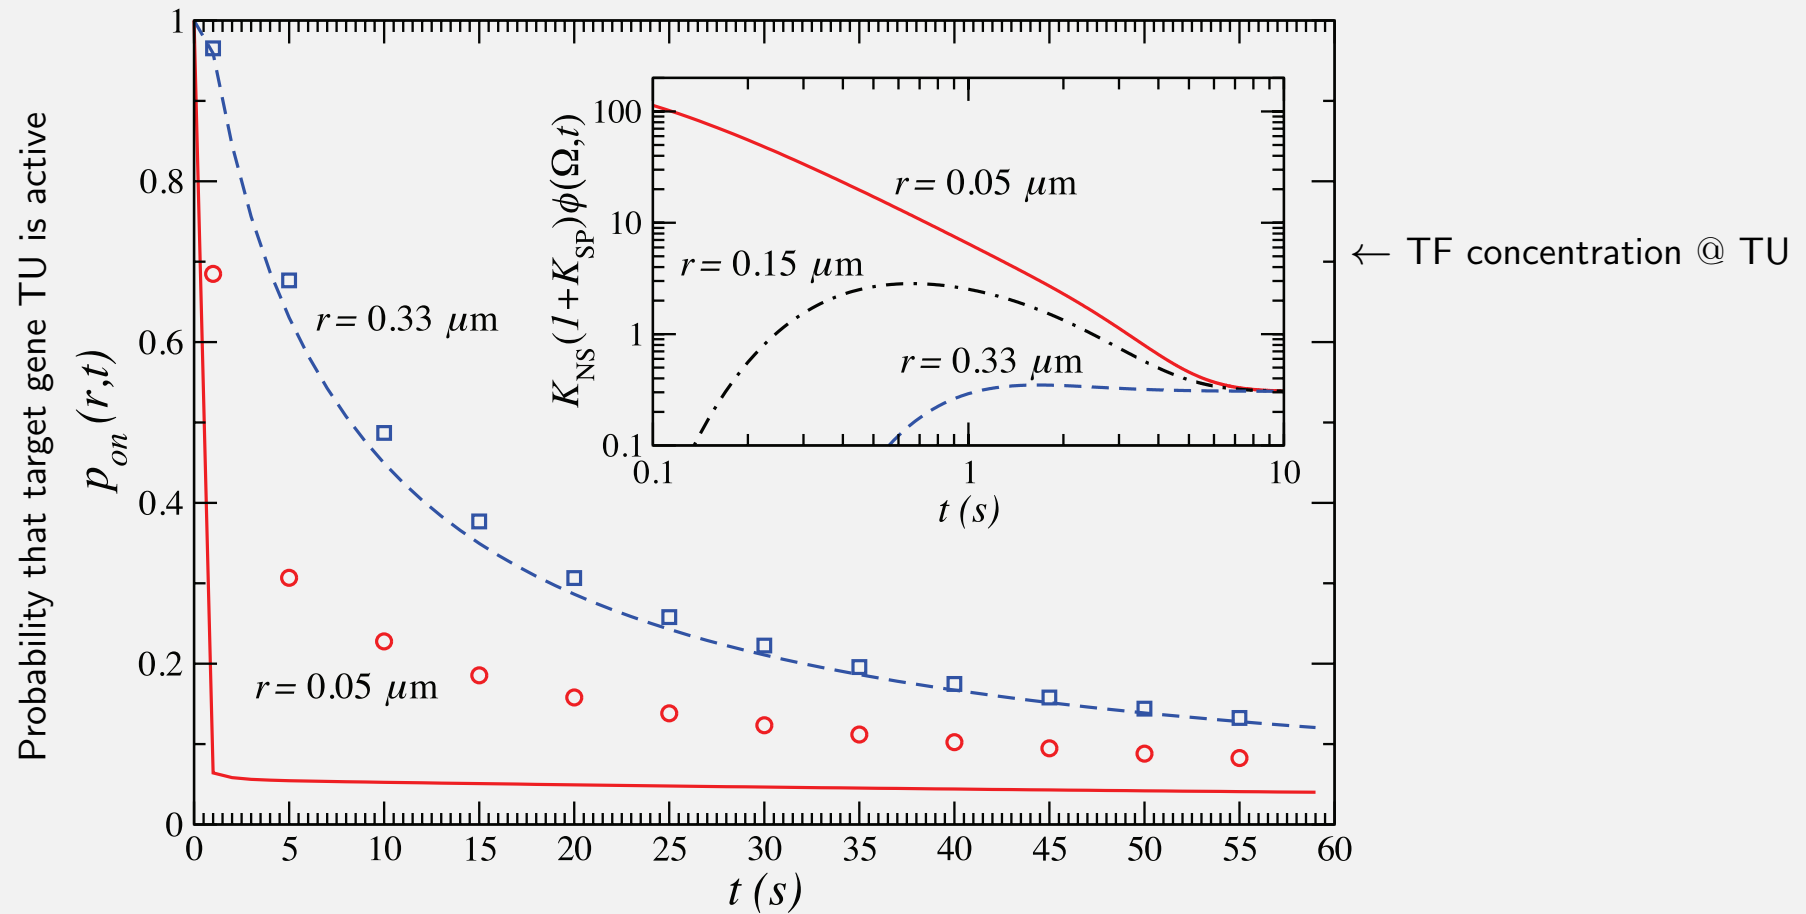 Probability that target gene TU is active
p_on (r,t)
1
0.8
0.6
0.4
0.2
0
0 5 10 15 20 25 30 35 40 45 50 55 60
t (s)
r = 0.33 μm
r = 0.05 μm
K_NS(1+K_SP)ϕ(Ω,t)
100
10
1
0.1
0.1 1 10
t (s)
r = 0.05 μm
r = 0.15 μm
r = 0.33 μm
← TF concentration @ TU